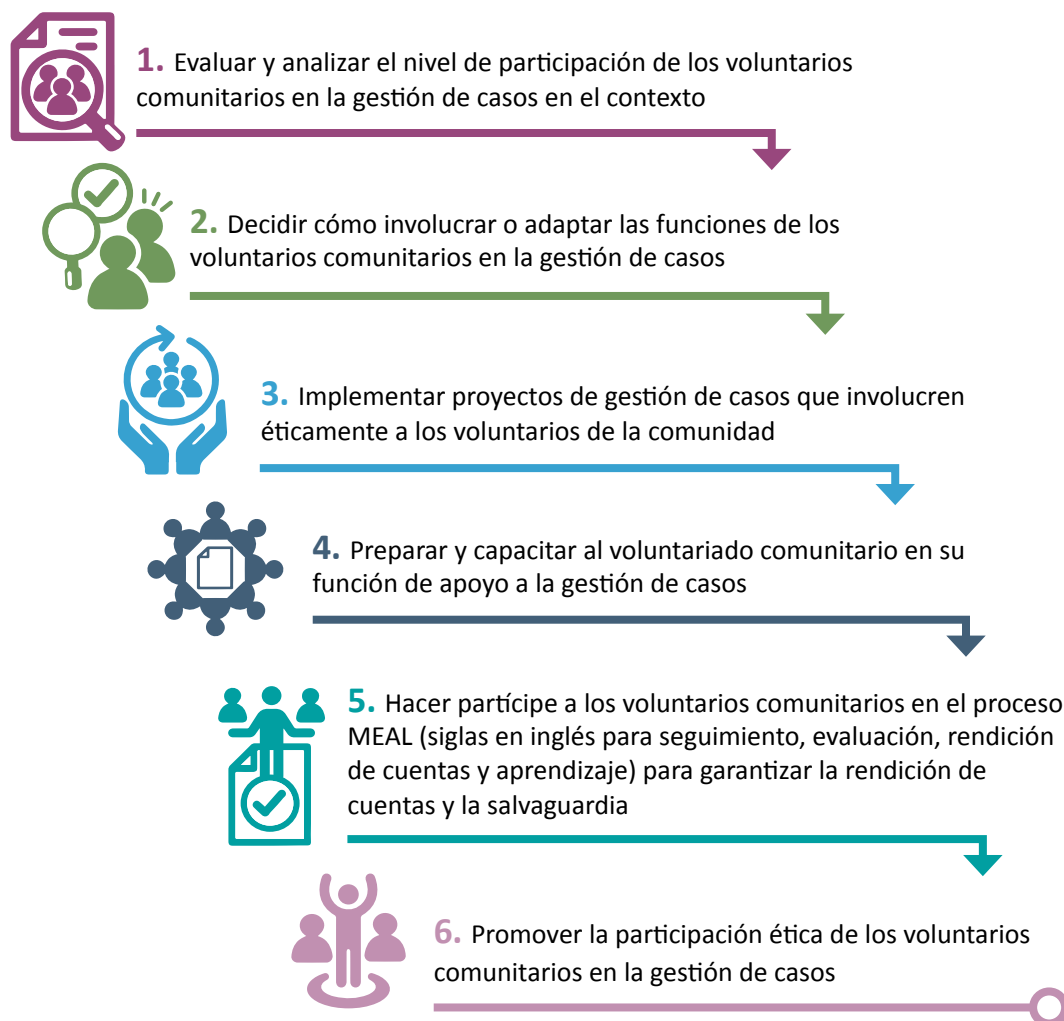 1. Evaluar y analizar el nivel de participación de los voluntarios
comunitarios en la gestión de casos en el contexto
2. Decidir cómo involucrar o adaptar las funciones de los
voluntarios comunitarios en la gestión de casos
3. Implementar proyectos de gestión de casos que involucren
éticamente a los voluntarios de la comunidad
4. Preparar y capacitar al voluntariado comunitario en su
función de apoyo a la gestión de casos
5. Hacer partícipe a los voluntarios comunitarios en el proceso
MEAL (siglas en inglés para seguimiento, evaluación, rendición
de cuentas y aprendizaje) para garantizar la rendición de
cuentas y la salvaguardia
6. Promover la participación ética de los voluntarios
comunitarios en la gestión de casos